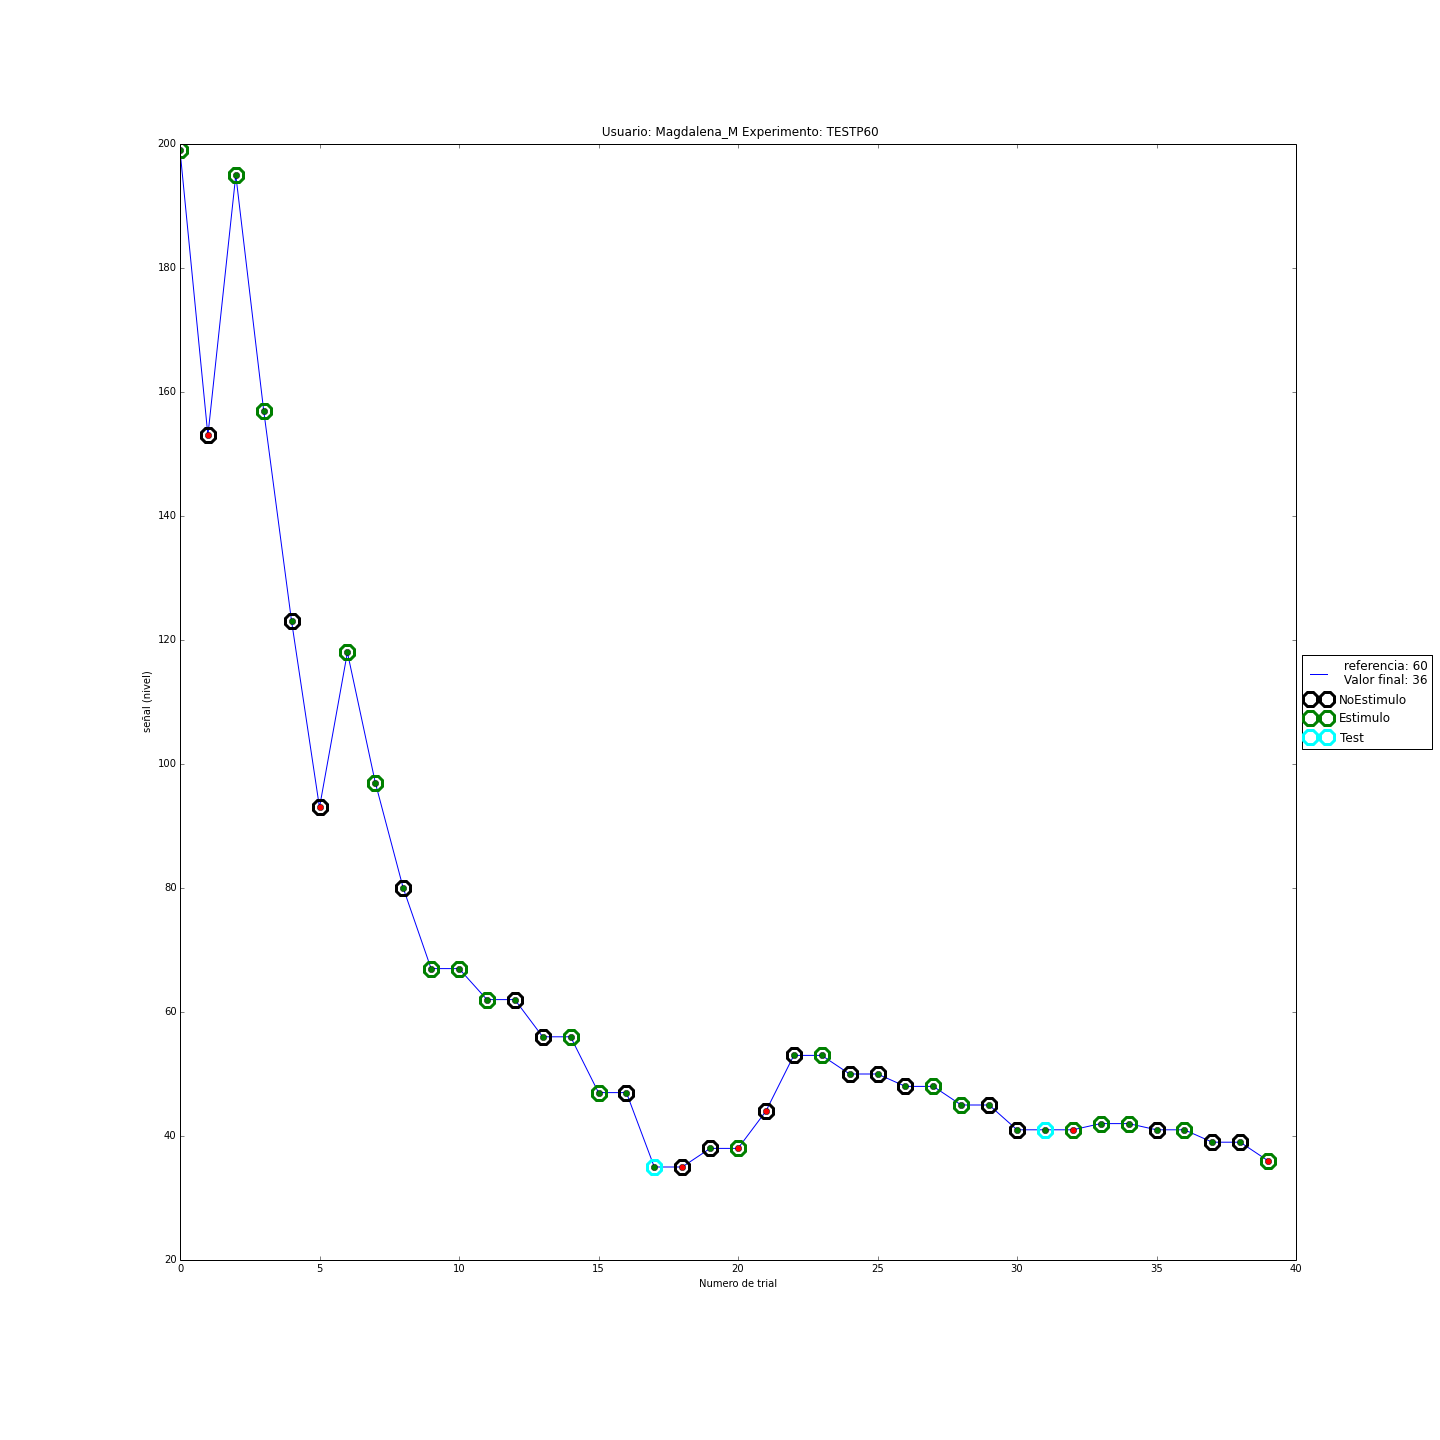 Usuario: Magdalena_M Experimento: TESTP60
200
180
160
140
120
100
80
60
40
20
señal (nivel)
0
5
10
15
20
25
30
35
40
Numero de trial
referencia: 60
Valor final: 36
NoEstimulo
Estimulo
Test